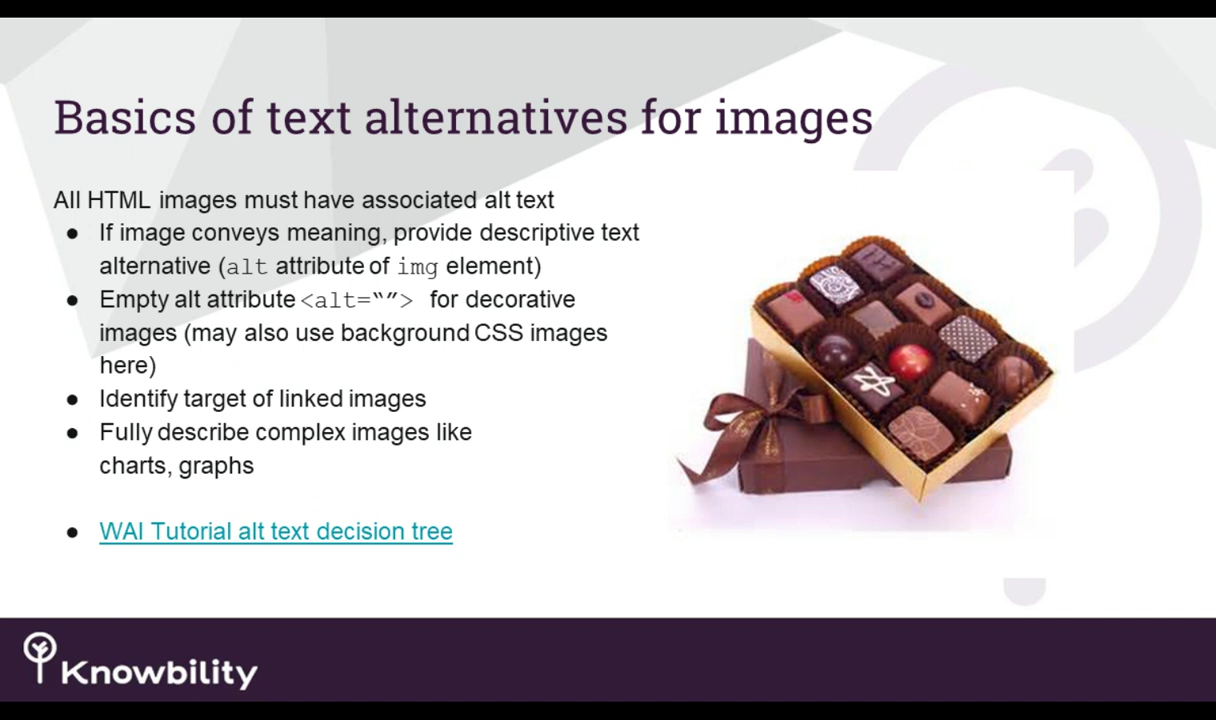 Basics of text alternatives for images
All HTML images must have associated alt text
● If image conveys meaning, provide descriptive text
alternative (alt attribute of img element)
● Empty alt attribute <alt=“”> for decorative
images (may also use background CSS images
here)
● Identify target of linked images
● Fully describe complex images like
charts, graphs
● WAI Tutorial alt text decision tree
Knowbility